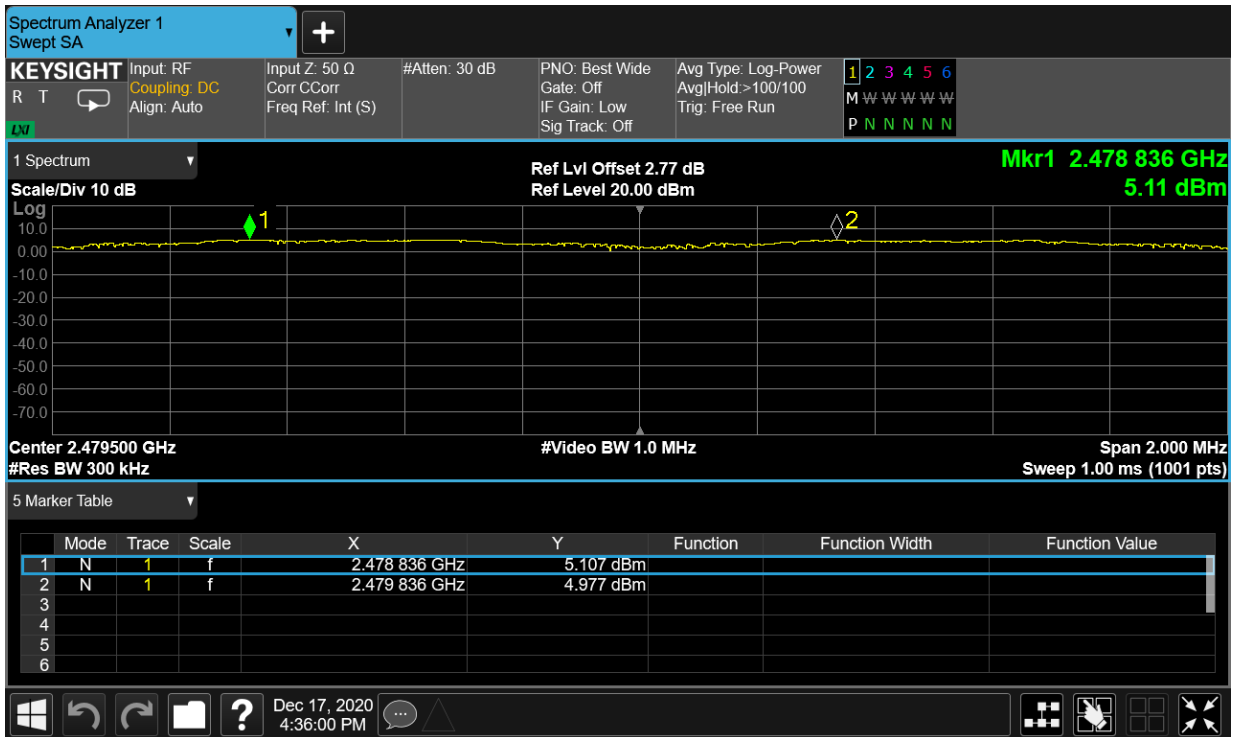 Spectrum Analyzer 1
Swept SA
+
KEYSIGHT
R T
LXI
Input: RF
Coupling: DC
Align: Auto
Input Z: 50 Ω
Corr CCorr
Freq Ref: Int (S)
#Atten: 30 dB
PNO: Best Wide
Gate: Off
IF Gain: Low
Sig Track: Off
Avg Type: Log-Power
Avg|Hold:>100/100
Trig: Free Run
1 2 3 4 5 6
M W W W W W
P N N N N N
1 Spectrum
Scale/Div 10 dB
Ref Lvl Offset 2.77 dB
Ref Level 20.00 dBm
Mkr1 2.478 836 GHz
5.11 dBm
Log
1
2
10.0
0.00
-10.0
-20.0
-30.0
-40.0
-50.0
-60.0
-70.0
Center 2.479500 GHz
#Video BW 1.0 MHz
Span 2.000 MHz
#Res BW 300 kHz
Sweep 1.00 ms (1001 pts)
5 Marker Table
Mode Trace Scale X Y Function Function Width Function Value
1 N 1 f 2.478 836 GHz 5.107 dBm
2 N 1 f 2.479 836 GHz 4.977 dBm
3
4
5
6
?
Dec 17, 2020
4:36:00 PM